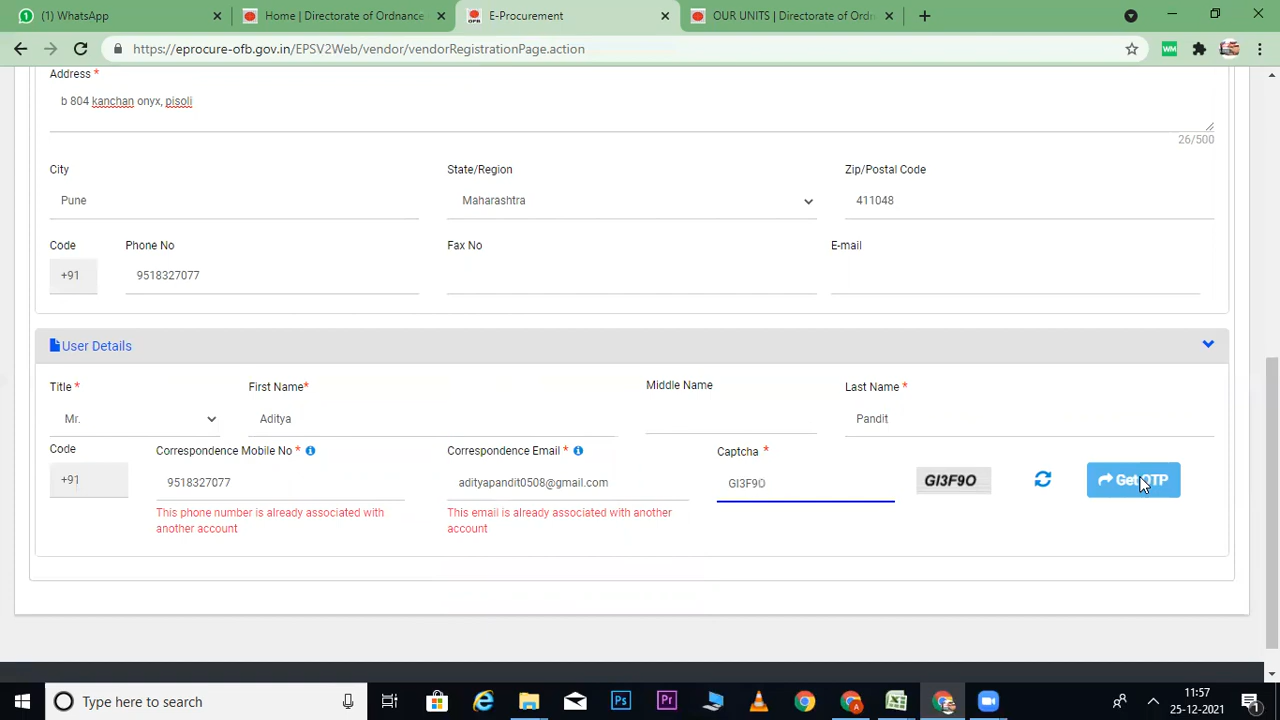 WhatsApp
Home | Directorate of Ordnance
E-Procurement
OUR UNITS | Directorate of Ordn
https://eprocure-ofb.gov.in/EPSV2Web/vendor/vendorRegistrationPage.action
Address *
b 804 kanchan onyx, pisoli
26/500
City
State/Region
Zip/Postal Code
Pune
Maharashtra
411048
Code
Phone No
Fax No
E-mail
+91
9518327077
User Details
Title *
First Name*
Middle Name
Last Name *
Mr.
Aditya
Pandit
Code
Correspondence Mobile No *
Correspondence Email *
Captcha *
+91
9518327077
adityapandit0508@gmail.com
GI3F9O
GI3F9O
Get OTP
This phone number is already associated with
another account
This email is already associated with another
account
Type here to search
11:57
25-12-2021